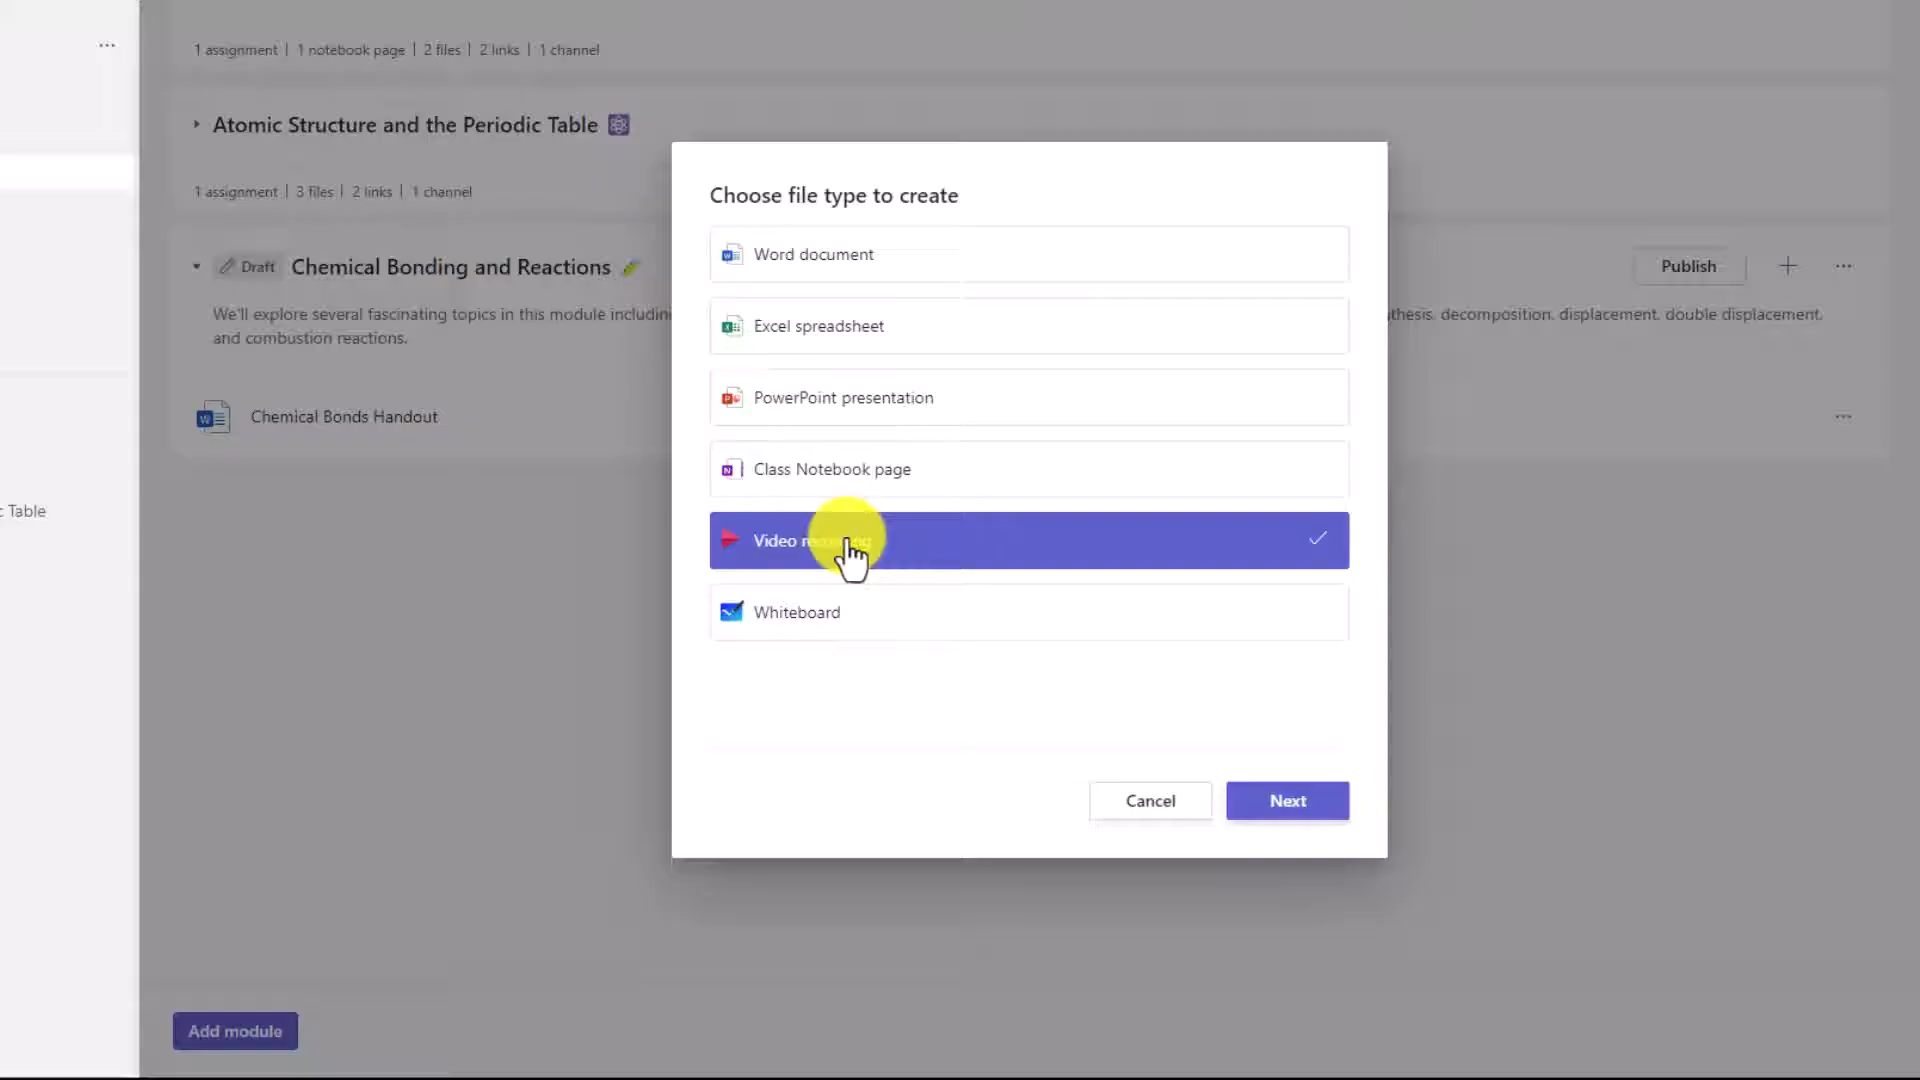 ...
1 assignment | 1 notebook page | 2 files | 2 links | 1 channel
Atomic Structure and the Periodic Table
1 assignment | 3 files | 2 links | 1 channel
Draft Chemical Bonding and Reactions
Publish + ...
We'll explore several fascinating topics in this module includin
thesis, decomposition, displacement, double displacement,
and combustion reactions.
Chemical Bonds Handout
...
Table
Choose file type to create
Word document
Excel spreadsheet
PowerPoint presentation
Class Notebook page
Video
Whiteboard
Cancel
Next
Add module